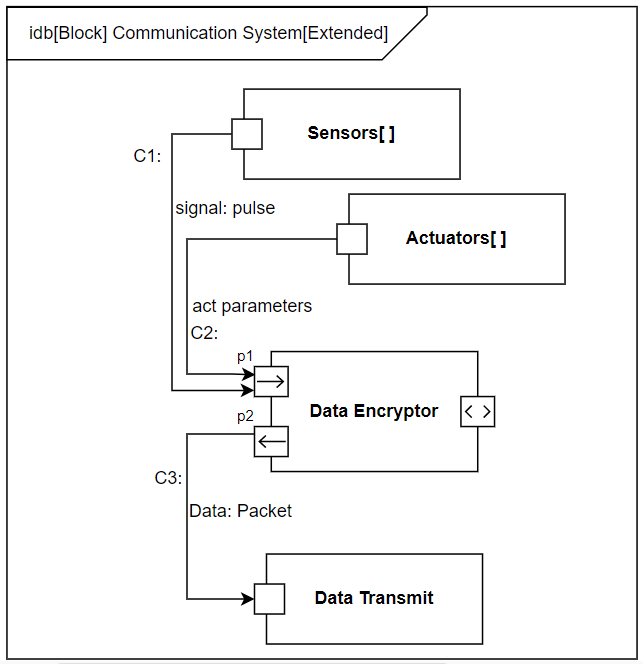 idb[Block] Communication System[Extended]
Sensors[ ]
C1:
signal: pulse
Actuators[ ]
act parameters
C2:
p1
Data Encryptor
p2
C3:
Data: Packet
Data Transmit